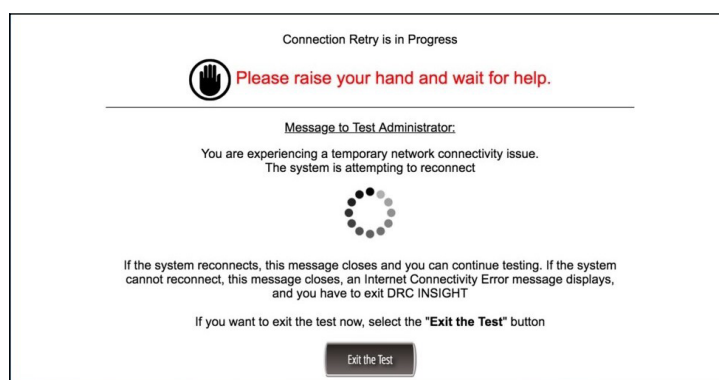 Connection Retry is in Progress
Please raise your hand and wait for help.
Message to Test Administrator:
You are experiencing a temporary network connectivity issue.
The system is attempting to reconnect
If the system reconnects, this message closes and you can continue testing. If the system
cannot reconnect, this message closes, an Internet Connectivity Error message displays,
and you have to exit DRC INSIGHT
If you want to exit the test now, select the "Exit the Test" button
Exit the Test